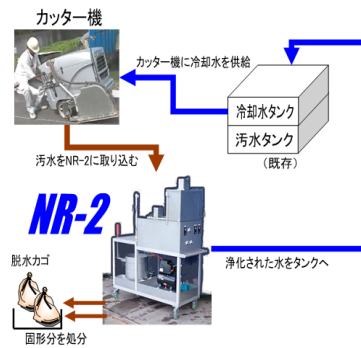 カッター機
カッター機に冷却水を供給
冷却水タンク
汚水タンク
(既存)
汚水をNR-2に取り込む
NR-2
浄化された水をタンクへ
脱水カゴ
固形分を処分